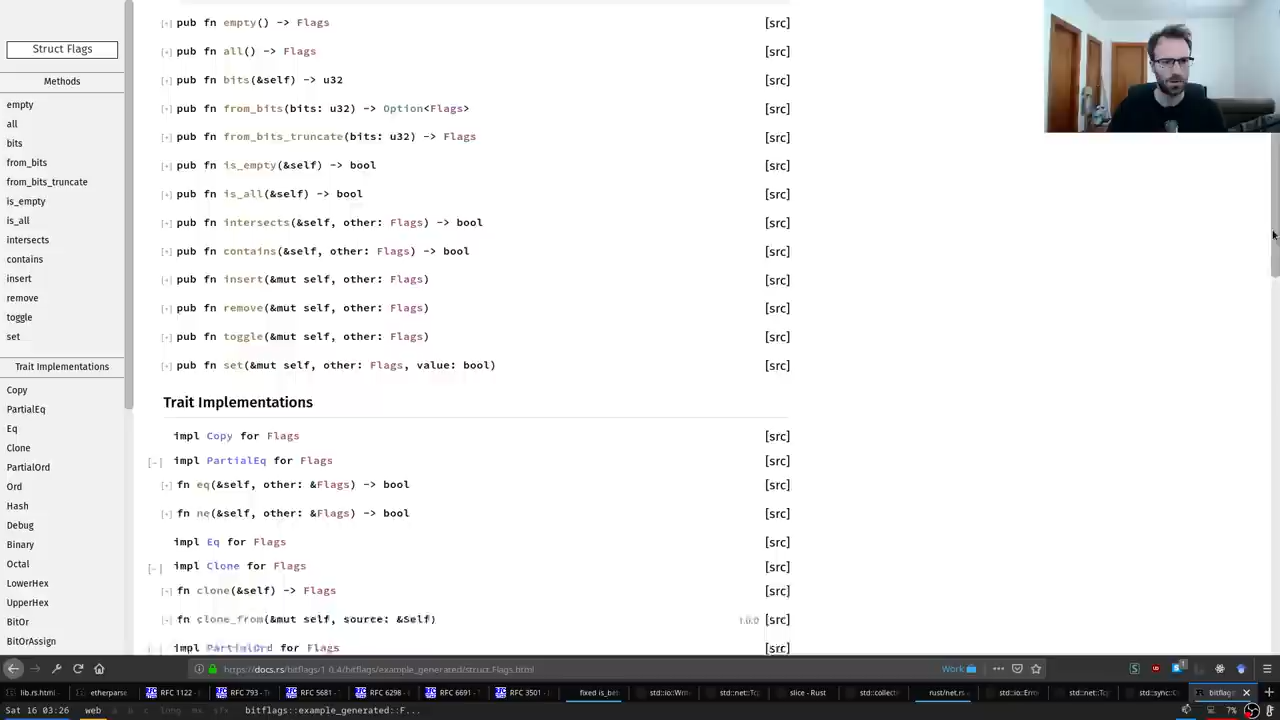 Struct Flags
Methods
empty
all
bits
from_bits
from_bits_truncate
is_empty
is_all
intersects
contains
insert
remove
toggle
set
Trait Implementations
Copy
PartialEq
Eq
Clone
PartialOrd
Ord
Hash
Debug
Binary
Octal
LowerHex
UpperHex
BitOr
BitOrAssign
[+] pub fn empty() -> Flags [src]
[+] pub fn all() -> Flags [src]
[+] pub fn bits(&self) -> u32 [src]
[+] pub fn from_bits(bits: u32) -> Option<Flags> [src]
[+] pub fn from_bits_truncate(bits: u32) -> Flags [src]
[+] pub fn is_empty(&self) -> bool [src]
[+] pub fn is_all(&self) -> bool [src]
[+] pub fn intersects(&self, other: Flags) -> bool [src]
[+] pub fn contains(&self, other: Flags) -> bool [src]
[+] pub fn insert(&mut self, other: Flags) [src]
[+] pub fn remove(&mut self, other: Flags) [src]
[+] pub fn toggle(&mut self, other: Flags) [src]
[+] pub fn set(&mut self, other: Flags, value: bool) [src]
Trait Implementations
impl Copy for Flags [src]
[-] impl PartialEq for Flags [src]
[+] fn eq(&self, other: &Flags) -> bool [src]
[+] fn ne(&self, other: &Flags) -> bool [src]
impl Eq for Flags [src]
[-] impl Clone for Flags [src]
[+] fn clone(&self) -> Flags [src]
[+] fn clone_from(&mut self, source: &Self) 1.0.0 [src]
impl PartialOrd for Flags [src]
https://docs.rs/bitflags/1.0.4/bitflags/example_generated/struct.Flags.html Work
lib.rs.html - etherparse RFC 1122 - RFC 793 - RFC 5681 - RFC 6298 - RFC 6691 - RFC 3501 - fixed is_bet std::io::Wri std::net::Tcp slice - Rust std::collecti rust/net.rs std::io::Erro std::net::Tcp std::sync::C bitflags
Sat 16 03:26 web bitflags::example_generated::F... 7%